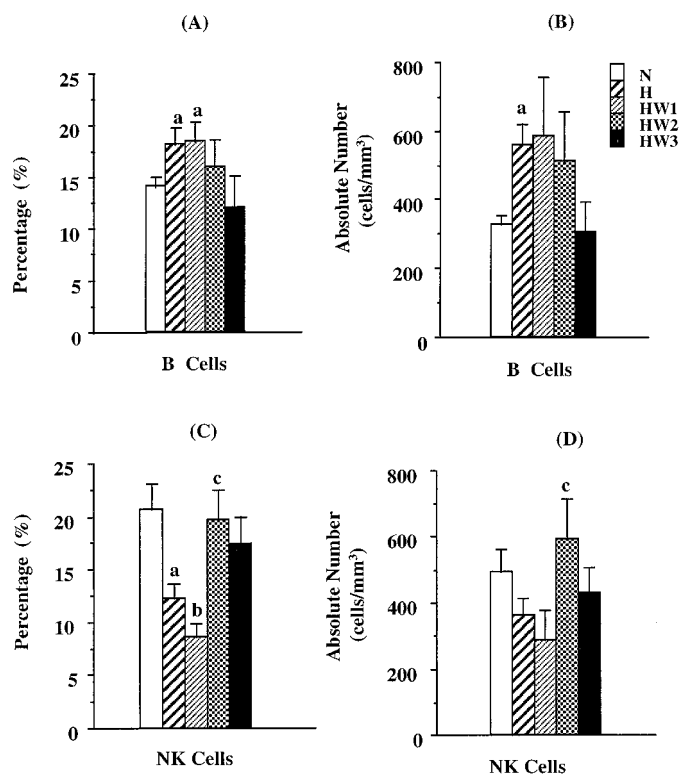 (A)
25
20
15
10
5
0
Percentage (%)
a
a
B Cells
(B)
800
600
400
200
0
Absolute Number
(cells/mm³)
a
B Cells
N
H
HW1
HW2
HW3
(C)
25
20
15
10
5
0
Percentage (%)
a
b
c
NK Cells
(D)
800
600
400
200
0
Absolute Number
(cells/mm³)
c
NK Cells